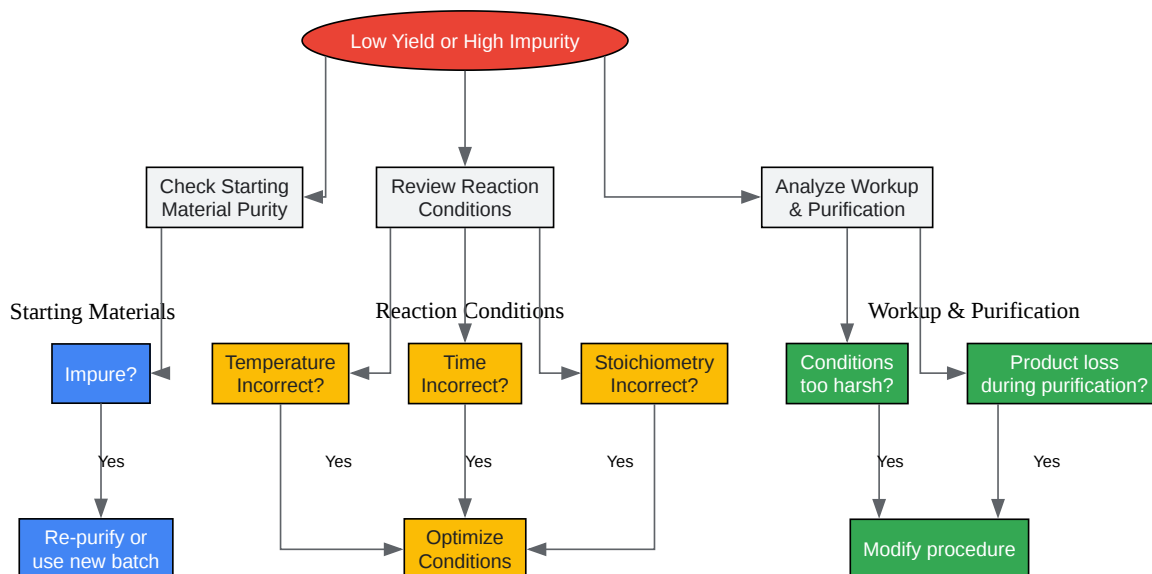 Low Yield or High Impurity
Check Starting
Material Purity
Review Reaction
Conditions
Analyze Workup
& Purification
Starting Materials
Reaction Conditions
Workup & Purification
Impure?
Temperature
Incorrect?
Time
Incorrect?
Stoichiometry
Incorrect?
Conditions
too harsh?
Product loss
during purification?
Yes
Yes
Yes
Yes
Yes
Yes
Re-purify or
use new batch
Optimize
Conditions
Modify procedure